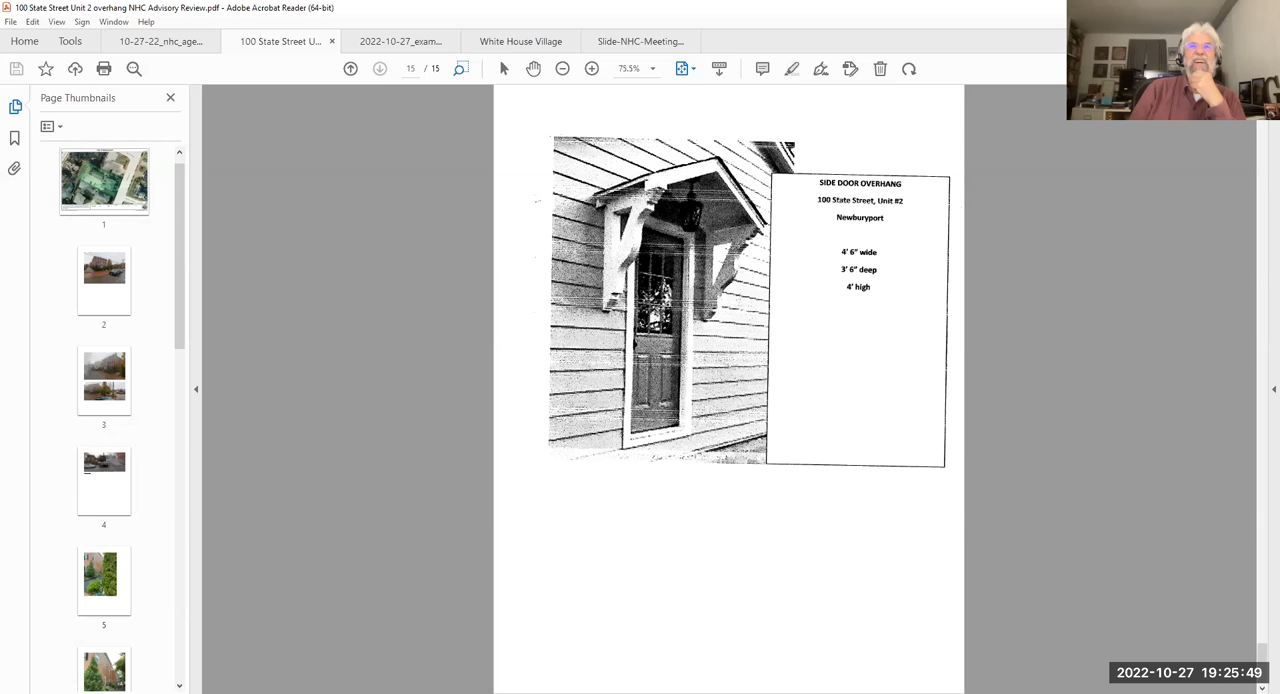 100 State Street Unit 2 overhang NHC Advisory Review.pdf - Adobe Acrobat Reader (64-bit)
File Edit View Sign Window Help
Home Tools 10-27-22_nhc_age... 100 State Street U... × 2022-10-27_exam... White House Village Slide-NHC-Meeting...
15 / 15 75.5%
Page Thumbnails
1
2
3
4
5
SIDE DOOR OVERHANG
100 State Street, Unit #2
Newburyport
4' 6" wide
3' 6" deep
4' high
2022-10-27 19:25:49